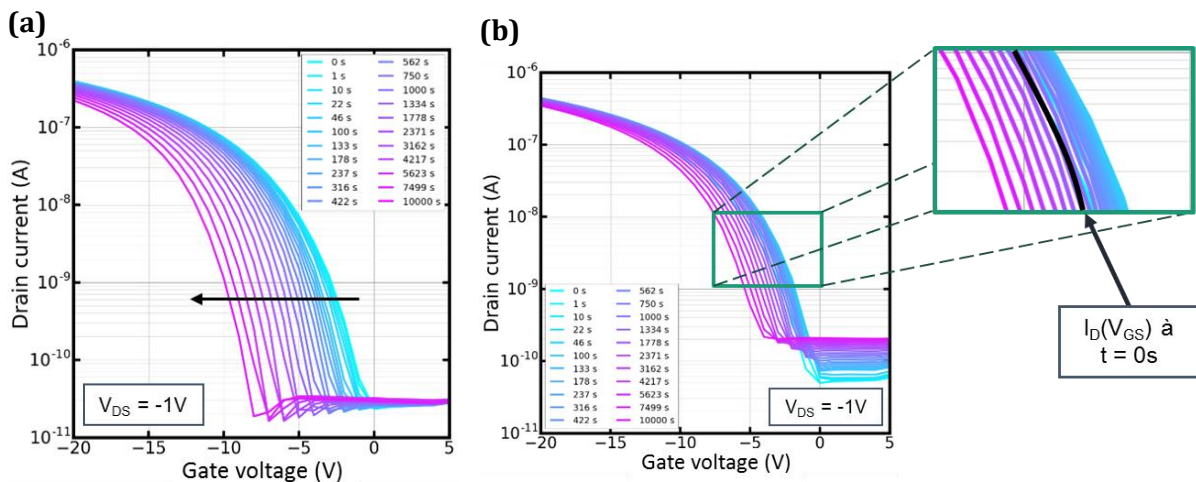 (a)
10⁻⁶
10⁻⁷
10⁻⁸
10⁻⁹
10⁻¹⁰
10⁻¹¹
Drain current (A)
0 s
1 s
10 s
22 s
46 s
100 s
133 s
178 s
237 s
316 s
422 s
562 s
750 s
1000 s
1334 s
1778 s
2371 s
3162 s
4217 s
5623 s
7499 s
10000 s
V_DS = -1V
−20 −15 −10 −5 0 5
Gate voltage (V)
(b)
10⁻⁶
10⁻⁷
10⁻⁸
10⁻⁹
10⁻¹⁰
10⁻¹¹
Drain current (A)
0 s
1 s
10 s
22 s
46 s
100 s
133 s
178 s
237 s
316 s
422 s
562 s
750 s
1000 s
1334 s
1778 s
2371 s
3162 s
4217 s
5623 s
7499 s
10000 s
V_DS = -1V
−20 −15 −10 −5 0 5
Gate voltage (V)
I_D(V_GS) à
t = 0s